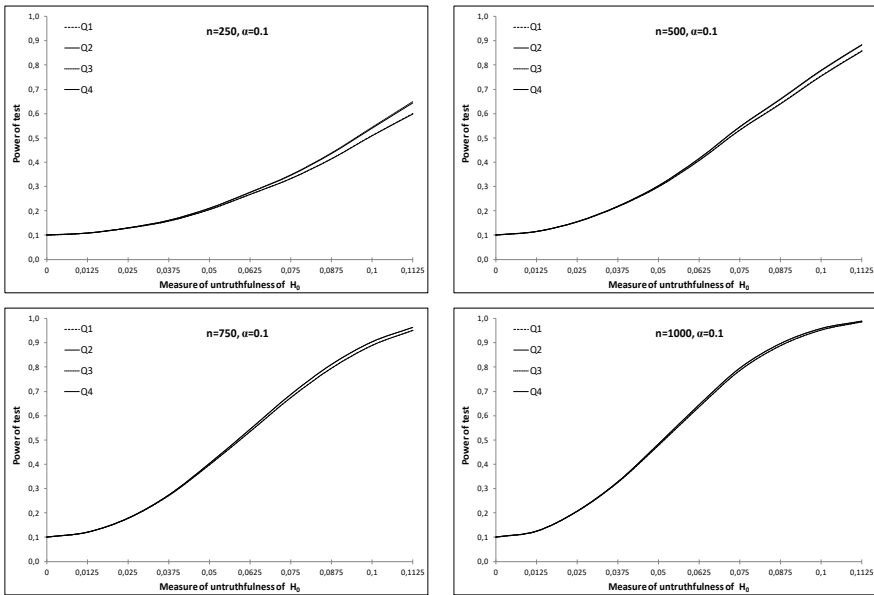 n=250, α=0.1
Q1
Q2
Q3
Q4
Power of test
1,0
0,9
0,8
0,7
0,6
0,5
0,4
0,3
0,2
0,1
0,0
0 0,0125 0,025 0,0375 0,05 0,0625 0,075 0,0875 0,1 0,1125
Measure of untruthfulness of H₀
n=500, α=0.1
Q1
Q2
Q3
Q4
Power of test
1,0
0,9
0,8
0,7
0,6
0,5
0,4
0,3
0,2
0,1
0,0
0 0,0125 0,025 0,0375 0,05 0,0625 0,075 0,0875 0,1 0,1125
Measure of untruthfulness of H₀
n=750, α=0.1
Q1
Q2
Q3
Q4
Power of test
1,0
0,9
0,8
0,7
0,6
0,5
0,4
0,3
0,2
0,1
0,0
0 0,0125 0,025 0,0375 0,05 0,0625 0,075 0,0875 0,1 0,1125
Measure of untruthfulness of H₀
n=1000, α=0.1
Q1
Q2
Q3
Q4
Power of test
1,0
0,9
0,8
0,7
0,6
0,5
0,4
0,3
0,2
0,1
0,0
0 0,0125 0,025 0,0375 0,05 0,0625 0,075 0,0875 0,1 0,1125
Measure of untruthfulness of H₀